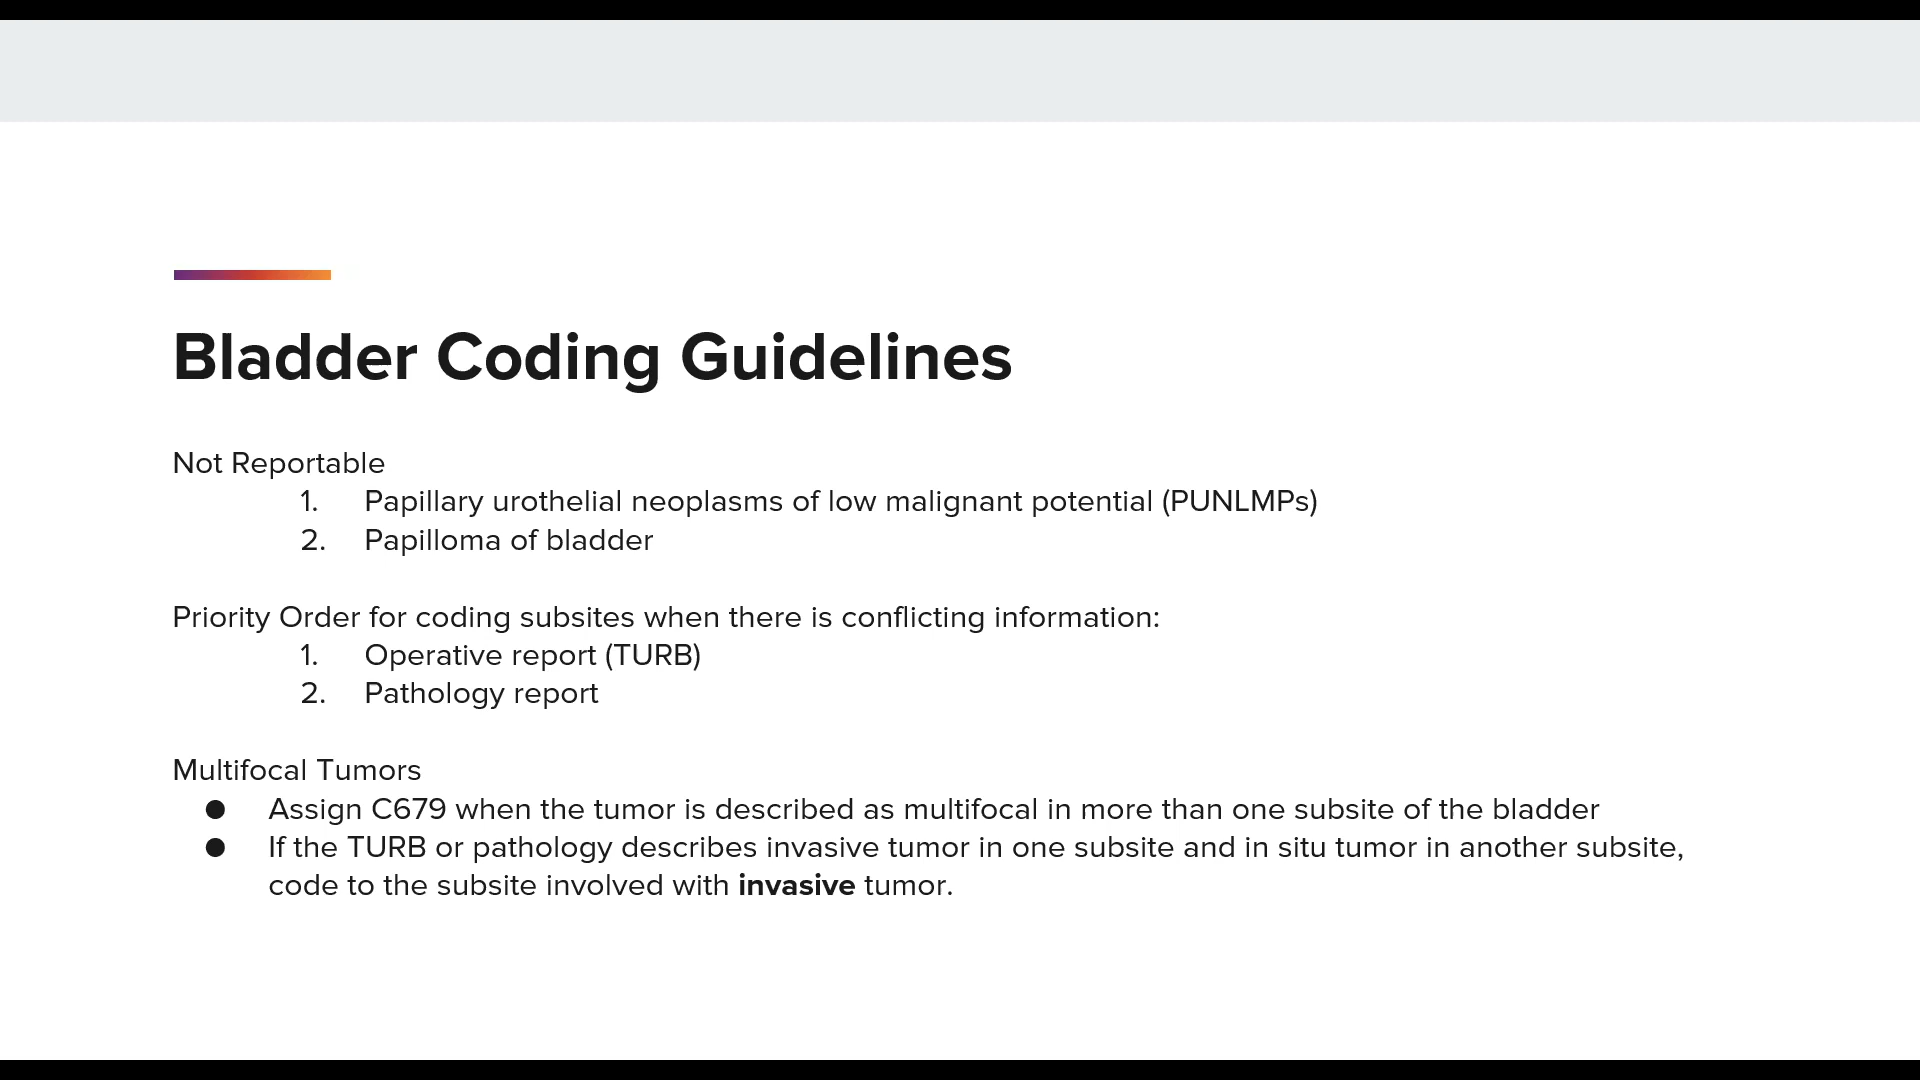 Bladder Coding Guidelines
Not Reportable
1. Papillary urothelial neoplasms of low malignant potential (PUNLMPs)
2. Papilloma of bladder
Priority Order for coding subsites when there is conflicting information:
1. Operative report (TURB)
2. Pathology report
Multifocal Tumors
● Assign C679 when the tumor is described as multifocal in more than one subsite of the bladder
● If the TURB or pathology describes invasive tumor in one subsite and in situ tumor in another subsite,
code to the subsite involved with invasive tumor.